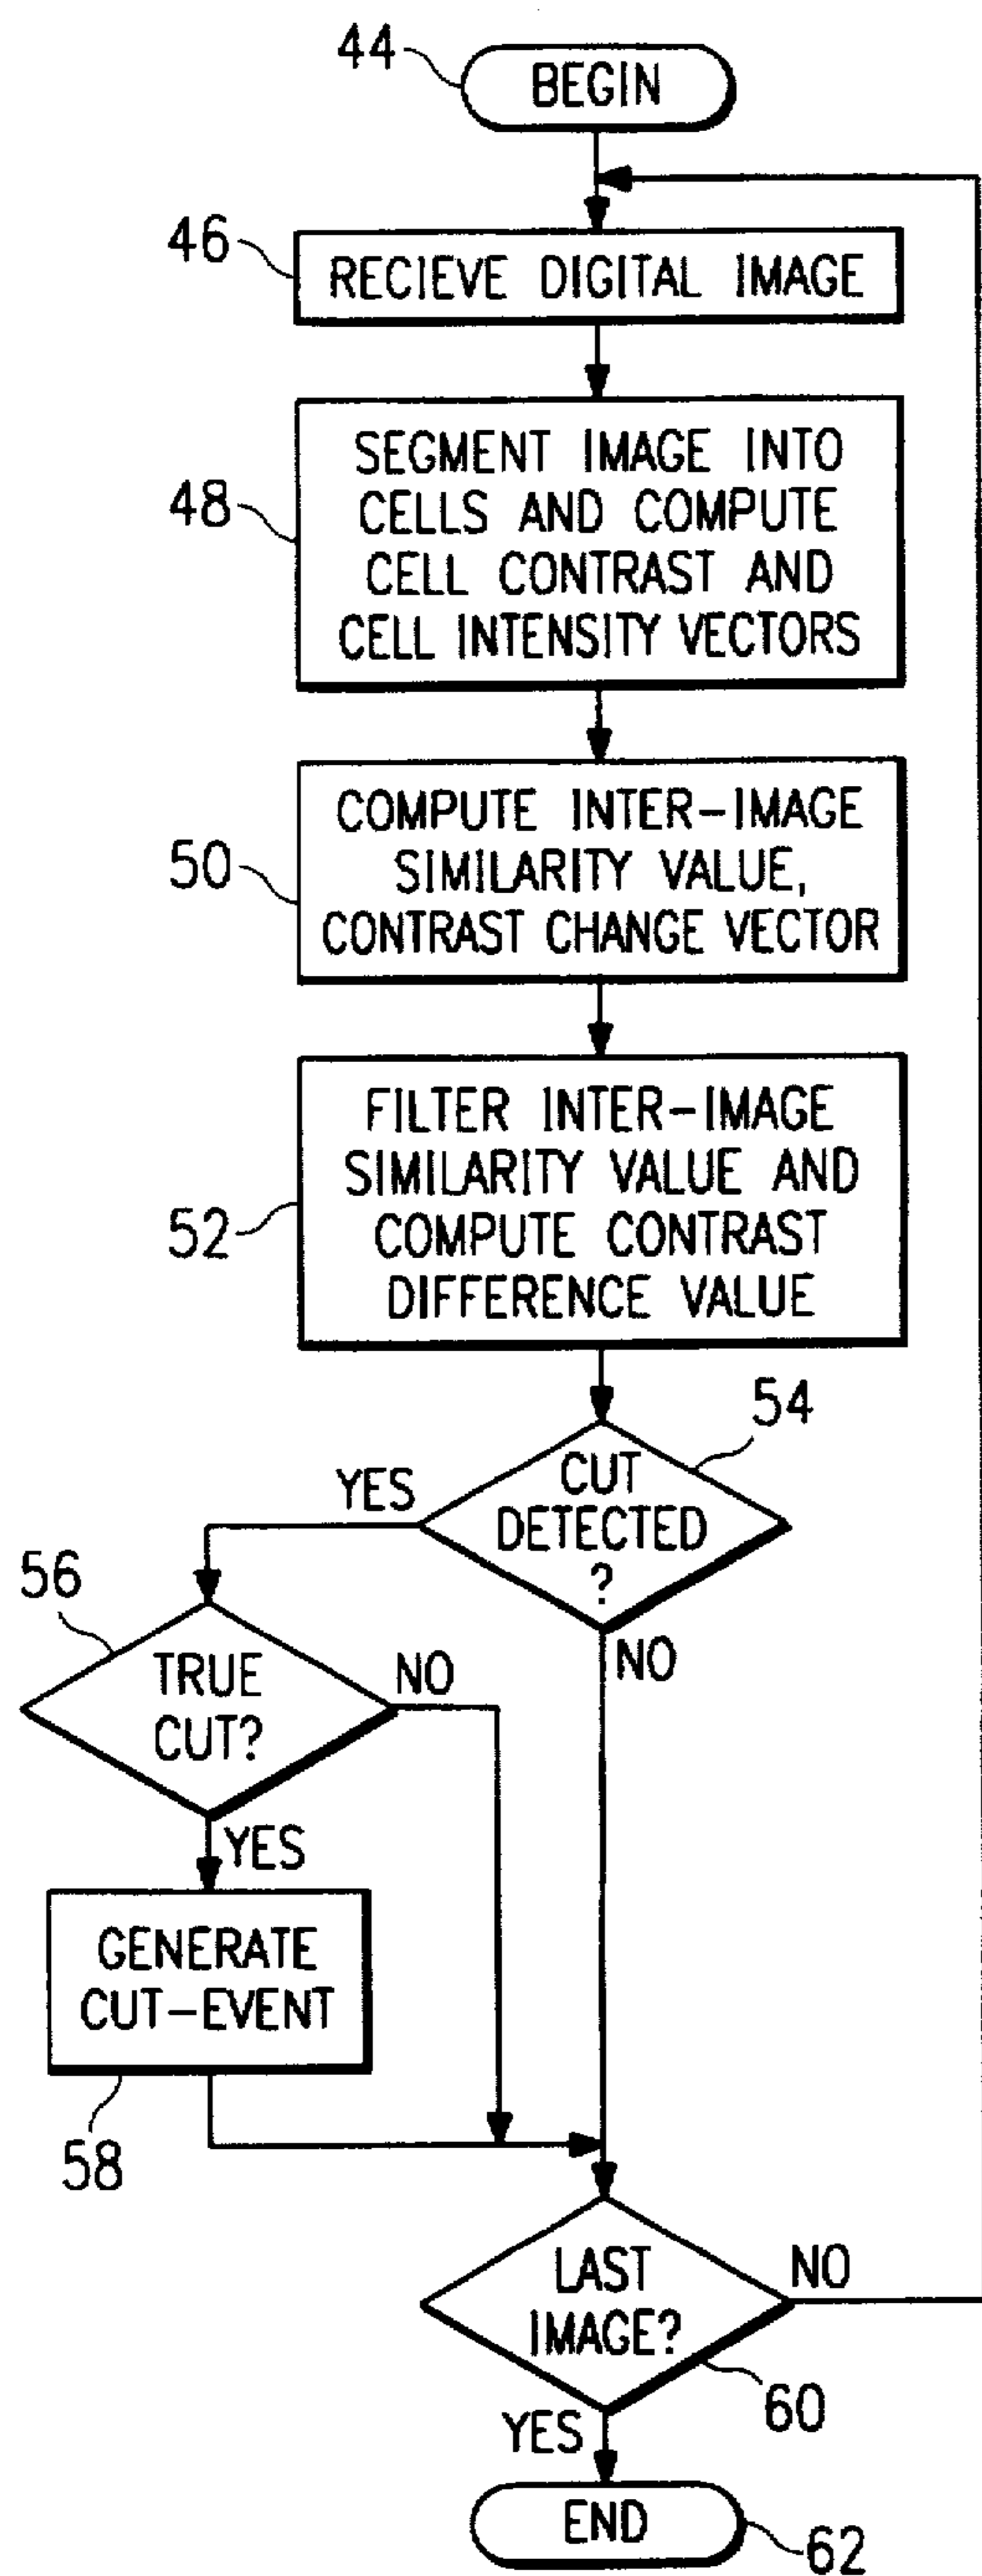 44
BEGIN
46
RECIEVE DIGITAL IMAGE
48
SEGMENT IMAGE INTO
CELLS AND COMPUTE
CELL CONTRAST AND
CELL INTENSITY VECTORS
50
COMPUTE INTER-IMAGE
SIMILARITY VALUE,
CONTRAST CHANGE VECTOR
52
FILTER INTER-IMAGE
SIMILARITY VALUE AND
COMPUTE CONTRAST
DIFFERENCE VALUE
54
CUT
DETECTED
?
YES
NO
56
TRUE
CUT?
NO
YES
GENERATE
CUT-EVENT
58
LAST
IMAGE?
NO
60
YES
END
62